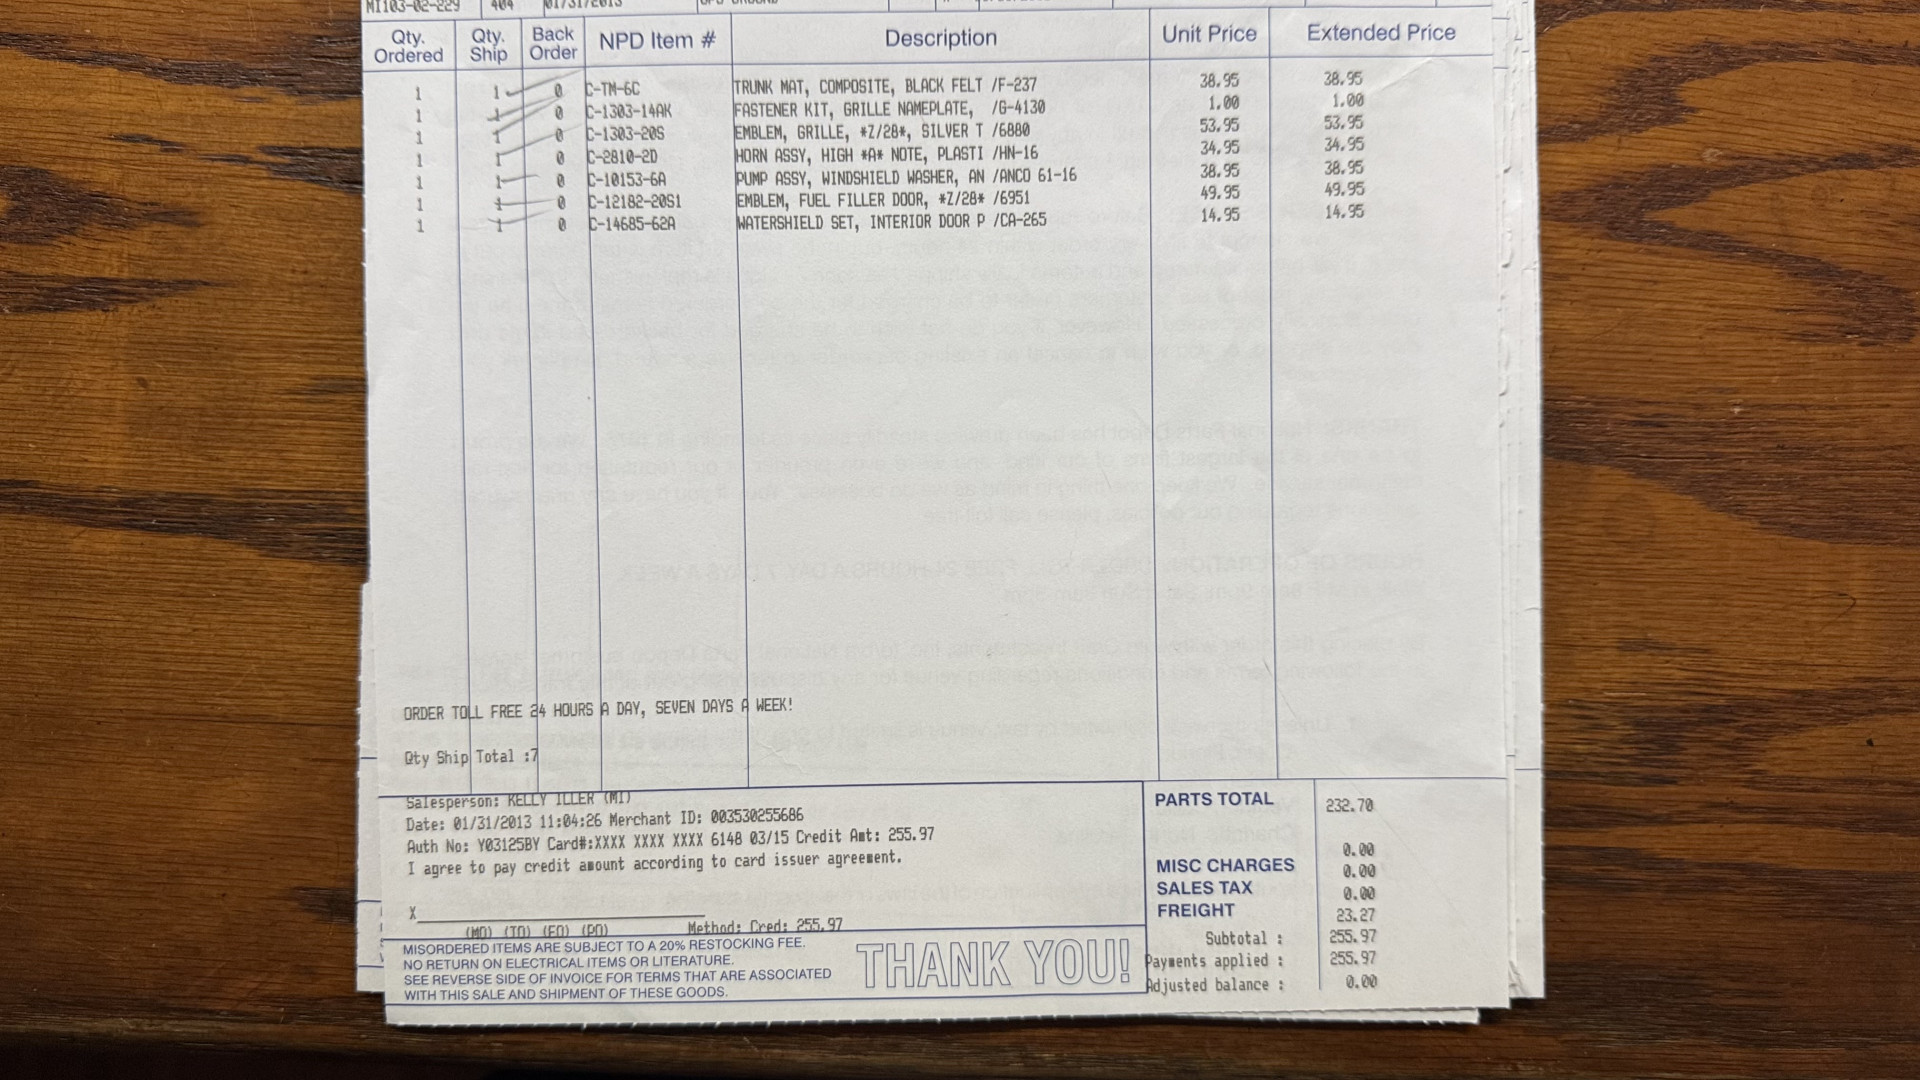 MI103-02-229 404 01/31/2013 UPS GROUND
Qty. Ordered Qty. Ship Back Order NPD Item # Description Unit Price Extended Price
1 1 0 C-TM-6C TRUNK MAT, COMPOSITE, BLACK FELT /F-237 38.95 38.95
1 1 0 C-1303-14AK FASTENER KIT, GRILLE NAMEPLATE, /G-4130 1.00 1.00
1 1 0 C-1303-20S EMBLEM, GRILLE, *Z/28*, SILVER T /6880 53.95 53.95
1 1 0 C-2810-2D HORN ASSY, HIGH *A* NOTE, PLASTI /HN-16 34.95 34.95
1 1 0 C-10153-6A PUMP ASSY, WINDSHIELD WASHER, AN /ANCO 61-16 38.95 38.95
1 1 0 C-12182-20S1 EMBLEM, FUEL FILLER DOOR, *Z/28* /6951 49.95 49.95
1 1 0 C-14685-62A WATERSHIELD SET, INTERIOR DOOR P /CA-265 14.95 14.95
ORDER TOLL FREE 24 HOURS A DAY, SEVEN DAYS A WEEK!
Qty Ship Total :7
Salesperson: KELLY ILLER (MI)
Date: 01/31/2013 11:04:26 Merchant ID: 003530255686
Auth No: Y03125BY Card#:XXXX XXXX XXXX 6148 03/15 Credit Amt: 255.97
I agree to pay credit amount according to card issuer agreement.
X
(MO) (TO) (EO) (PO) Method: Cred: 255.97
MISORDERED ITEMS ARE SUBJECT TO A 20% RESTOCKING FEE.
NO RETURN ON ELECTRICAL ITEMS OR LITERATURE.
SEE REVERSE SIDE OF INVOICE FOR TERMS THAT ARE ASSOCIATED
WITH THIS SALE AND SHIPMENT OF THESE GOODS.
THANK YOU!
PARTS TOTAL 232.70
0.00
MISC CHARGES 0.00
SALES TAX 0.00
FREIGHT 23.27
Subtotal : 255.97
Payments applied : 255.97
Adjusted balance : 0.00